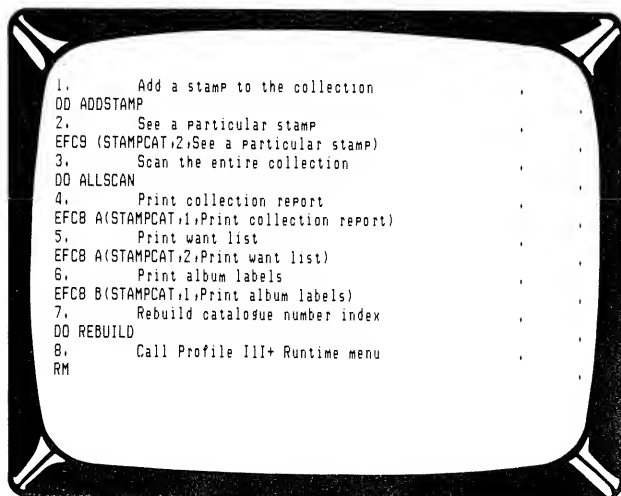 1.        Add a stamp to the collection        .
DO ADDSTAMP        .
2.        See a particular stamp        .
EFC9 (STAMPCAT,2,See a particular stamp)        .
3.        Scan the entire collection        .
DO ALLSCAN        .
4.        Print collection report        .
EFC8 A(STAMPCAT,1,Print collection report)        .
5.        Print want list        .
EFC8 A(STAMPCAT,2,Print want list)        .
6.        Print album labels        .
EFC8 B(STAMPCAT,1,Print album labels)        .
7.        Rebuild catalogue number index        .
DO REBUILD        .
8.        Call Profile III+ Runtime menu        .
RM        .